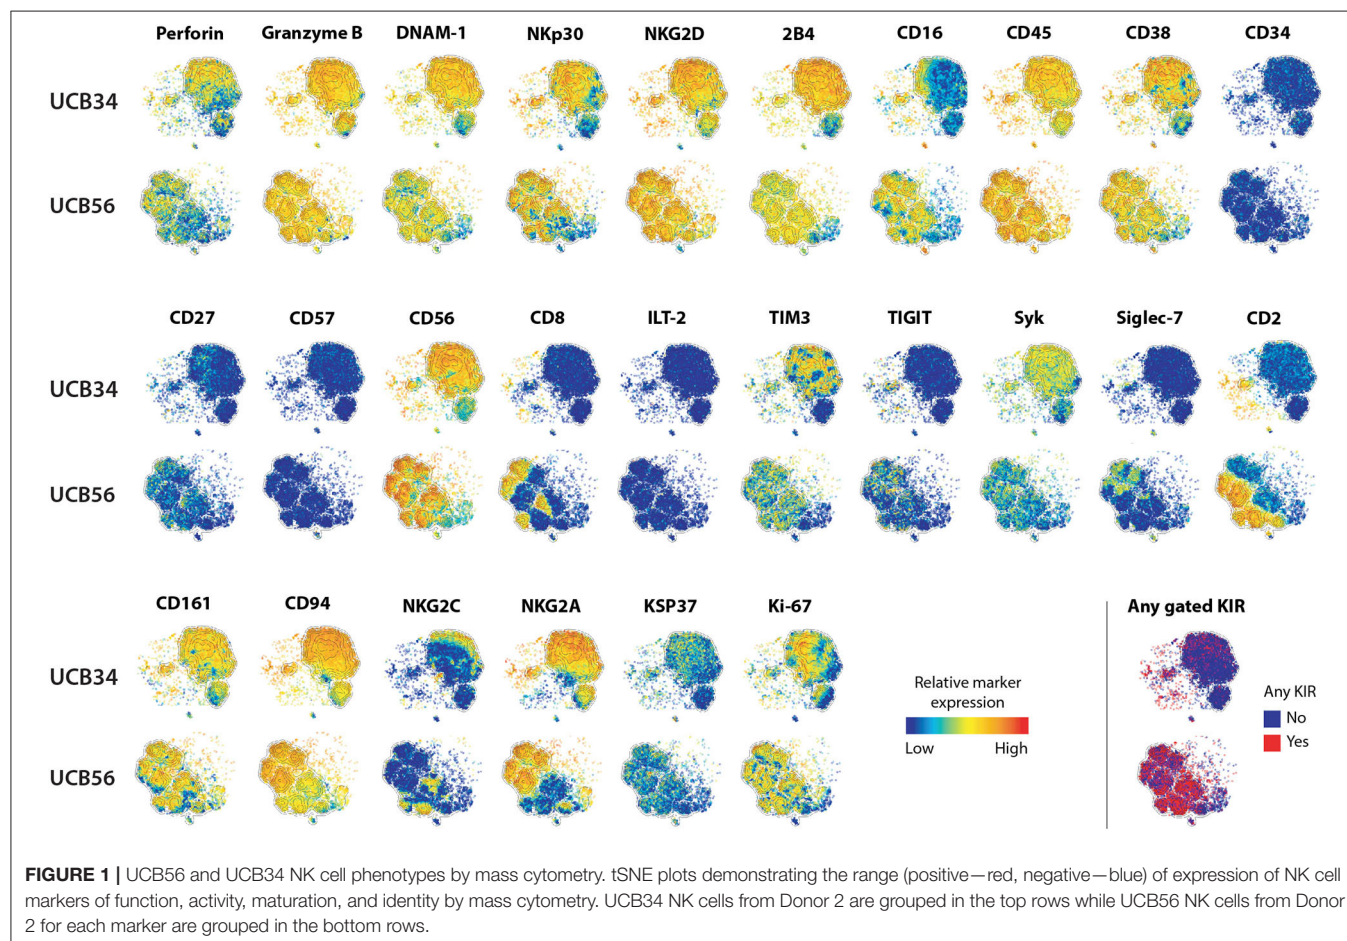 Perforin Granzyme B DNAM-1 NKp30 NKG2D 2B4 CD16 CD45 CD38 CD34
UCB34
UCB56
CD27 CD57 CD56 CD8 ILT-2 TIM3 TIGIT Syk Siglec-7 CD2
UCB34
UCB56
CD161 CD94 NKG2C NKG2A KSP37 Ki-67 Any gated KIR
UCB34
Relative marker
expression
Low High
Any KIR
No
Yes
UCB56
FIGURE 1 | UCB56 and UCB34 NK cell phenotypes by mass cytometry. tSNE plots demonstrating the range (positive—red, negative—blue) of expression of NK cell
markers of function, activity, maturation, and identity by mass cytometry. UCB34 NK cells from Donor 2 are grouped in the top rows while UCB56 NK cells from Donor
2 for each marker are grouped in the bottom rows.